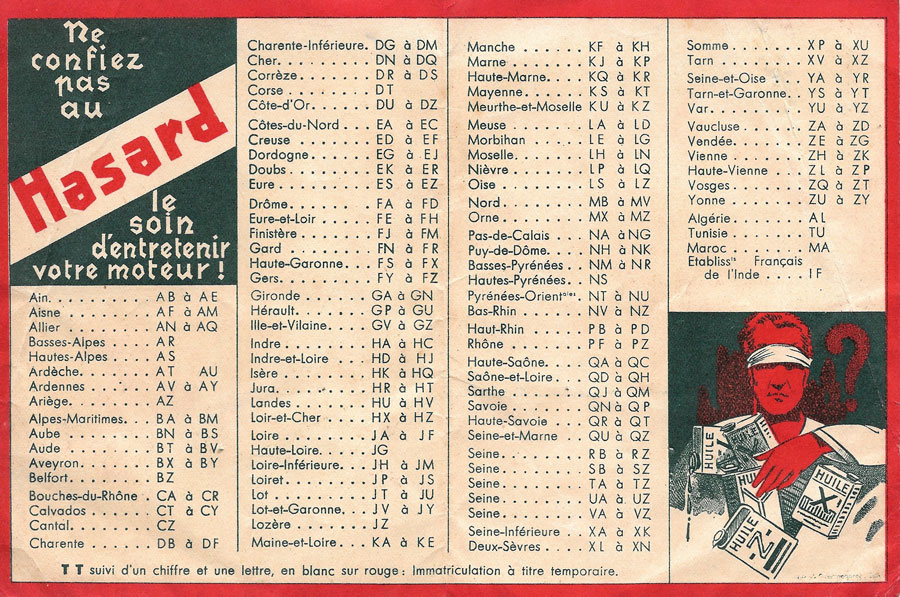 Ne
confiez
pas
au
Hasard
le
soin
d'entretenir
votre moteur !
Ain. . . . . . . . . . AB à AE
Aisne . . . . . . . . AF à AM
Allier . . . . . . . . AN à AQ
Basses-Alpes . . . . AR
Hautes-Alpes . . . . AS
Ardèche. . . . . . . AT AU
Ardennes . . . . . . AV à AY
Ariège. . . . . . . . AZ
Alpes-Maritimes. . . BA à BM
Aube . . . . . . . . BN à BS
Aude . . . . . . . . BT à BV
Aveyron. . . . . . . BX à BY
Belfort. . . . . . . . BZ
Bouches-du-Rhône . CA à CR
Calvados . . . . . . CT à CY
Cantal. . . . . . . . CZ
Charente . . . . . . DB à DF
Charente-Inférieure. DG à DM
Cher. . . . . . . . . DN à DQ
Corrèze . . . . . . . DR à DS
Corse . . . . . . . . DT
Côte-d'Or. . . . . . DU à DZ
Côtes-du-Nord . . . EA à EC
Creuse . . . . . . . ED à EF
Dordogne . . . . . . EG à EJ
Doubs . . . . . . . . EK à ER
Eure . . . . . . . . . ES à EZ
Drôme. . . . . . . . FA à FD
Eure-et-Loir . . . . FE à FH
Finistère . . . . . . FJ à FM
Gard . . . . . . . . FN à FR
Haute-Garonne. . . FS à FX
Gers. . . . . . . . . FY à FZ
Gironde . . . . . . . GA à GN
Hérault. . . . . . . . GP à GU
Ille-et-Vilaine. . . . GV à GZ
Indre . . . . . . . . HA à HC
Indre-et-Loire . . . HD à HJ
Isère . . . . . . . . HK à HQ
Jura. . . . . . . . . HR à HT
Landes . . . . . . . HU à HV
Loir-et-Cher . . . . HX à HZ
Loire . . . . . . . . JA à JF
Haute-Loire. . . . . JG
Loire-Inférieure. . . JH à JM
Loiret . . . . . . . . JP à JS
Lot . . . . . . . . . JT à JU
Lot-et-Garonne. . . JV à JY
Lozère . . . . . . . JZ
Maine-et-Loire. . . . KA à KE
Manche . . . . . . KF à KH
Marne . . . . . . . KJ à KP
Haute-Marne. . . . KQ à KR
Mayenne. . . . . . KS à KT
Meurthe-et-Moselle KU à KZ
Meuse . . . . . . . LA à LD
Morbihan . . . . . LE à LG
Moselle. . . . . . . LH à LN
Nièvre . . . . . . . LP à LQ
Oise . . . . . . . . LS à LZ
Nord . . . . . . . . MB à MV
Orne . . . . . . . . MX à MZ
Pas-de-Calais . . . NA à NG
Puy-de-Dôme. . . . NH à NK
Basses-Pyrénées . . NM à NR
Hautes-Pyrénées. . NS
Pyrénées-Orientales. NT à NU
Bas-Rhin . . . . . . NV à NZ
Haut-Rhin . . . . . PB à PD
Rhône. . . . . . . . PF à PZ
Haute-Saône. . . . QA à QC
Saône-et-Loire. . . QD à QH
Sarthe . . . . . . . QJ à QM
Savoie . . . . . . . QN à QP
Haute-Savoie . . . QR à QT
Seine-et-Marne . . QU à QZ
Seine . . . . . . . . RB à RZ
Seine . . . . . . . . SB à SZ
Seine . . . . . . . . TA à TZ
Seine . . . . . . . . UA à UZ
Seine . . . . . . . . VA à VZ
Seine-Inférieure . . XA à XK
Deux-Sèvres. . . . XL à XN
Somme. . . . . . . XP à XU
Tarn . . . . . . . . XV à XZ
Seine-et-Oise . . . YA à YR
Tarn-et-Garonne. . YS à YT
Var. . . . . . . . . YU à YZ
Vaucluse . . . . . . ZA à ZD
Vendée. . . . . . . ZE à ZG
Vienne . . . . . . . ZH à ZK
Haute-Vienne . . . ZL à ZP
Vosges . . . . . . . ZQ à ZT
Yonne . . . . . . . ZU à ZY
Algérie. . . . . . . AL
Tunisie. . . . . . . TU
Maroc . . . . . . . MA
Etablissts Français
de l'Inde . . . . IF
?
HUILE
HUILE
Y
HUILE
X
HUILE
Z
TT suivi d'un chiffre et une lettre, en blanc sur rouge : Immatriculation à titre temporaire.